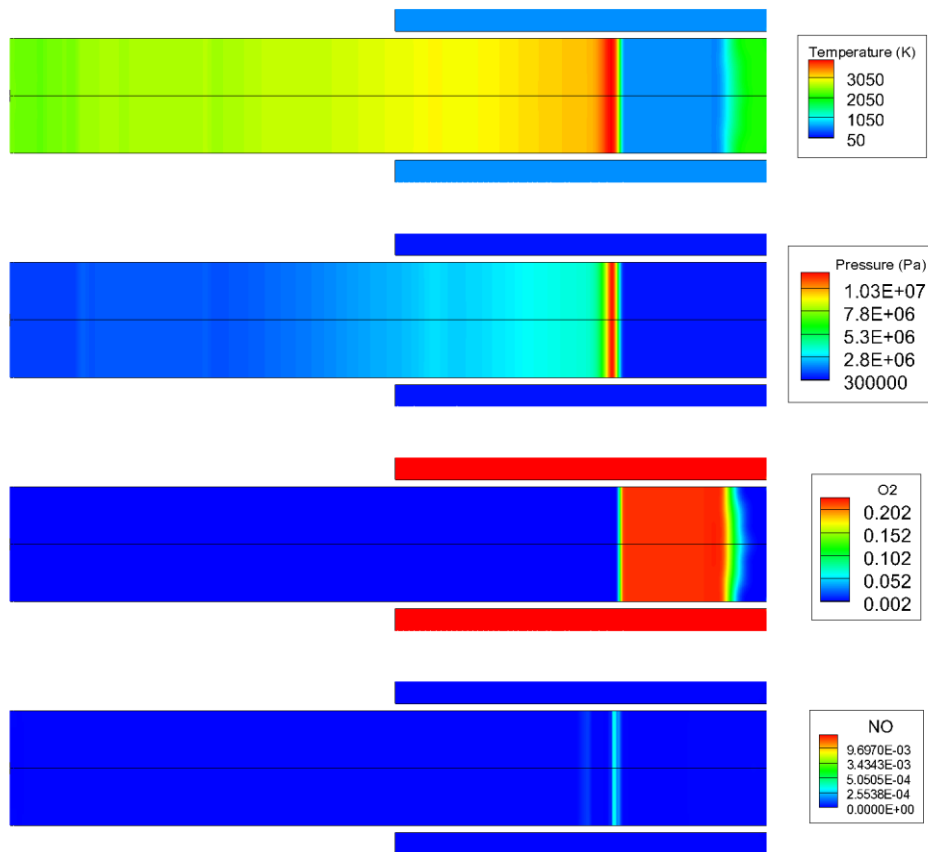 Temperature (K)
3050
2050
1050
50
Pressure (Pa)
1.03E+07
7.8E+06
5.3E+06
2.8E+06
300000
O2
0.202
0.152
0.102
0.052
0.002
NO
9.6970E-03
3.4343E-03
5.0505E-04
2.5538E-04
0.0000E+00